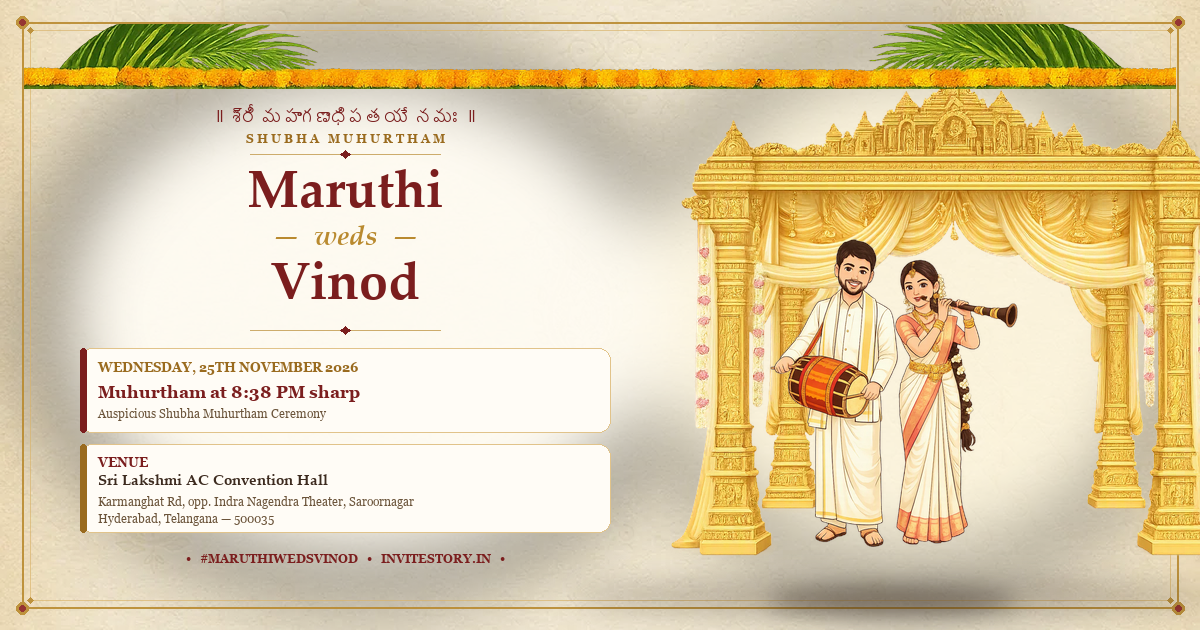 ॥ శ్రీ మహాగణాధిపతయే నమః ॥
SHUBHA MUHURTHAM
Maruthi
— weds —
Vinod
WEDNESDAY, 25TH NOVEMBER 2026
Muhurtham at 8:38 PM sharp
Auspicious Shubha Muhurtham Ceremony
VENUE
Sri Lakshmi AC Convention Hall
Karmanghat Rd, opp. Indra Nagendra Theater, Saroornagar
Hyderabad, Telangana — 500035
• #MARUTHIWEDSVINOD • INVITESTORY.IN •